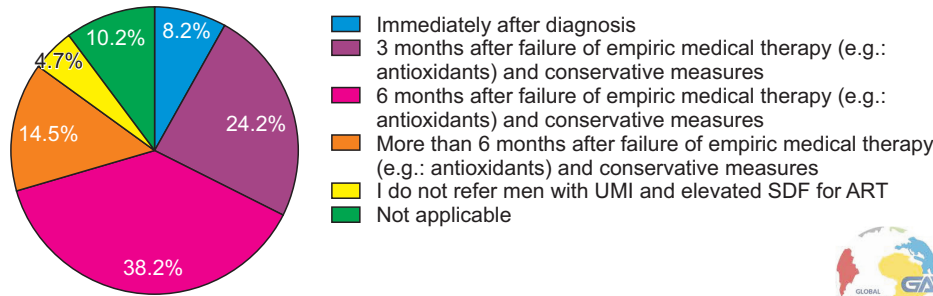 10.2%
8.2%
4.7%
24.2%
14.5%
38.2%
Immediately after diagnosis
3 months after failure of empiric medical therapy (e.g.:
antioxidants) and conservative measures
6 months after failure of empiric medical therapy (e.g.:
antioxidants) and conservative measures
More than 6 months after failure of empiric medical therapy
(e.g.: antioxidants) and conservative measures
I do not refer men with UMI and elevated SDF for ART
Not applicable
GLOBAL